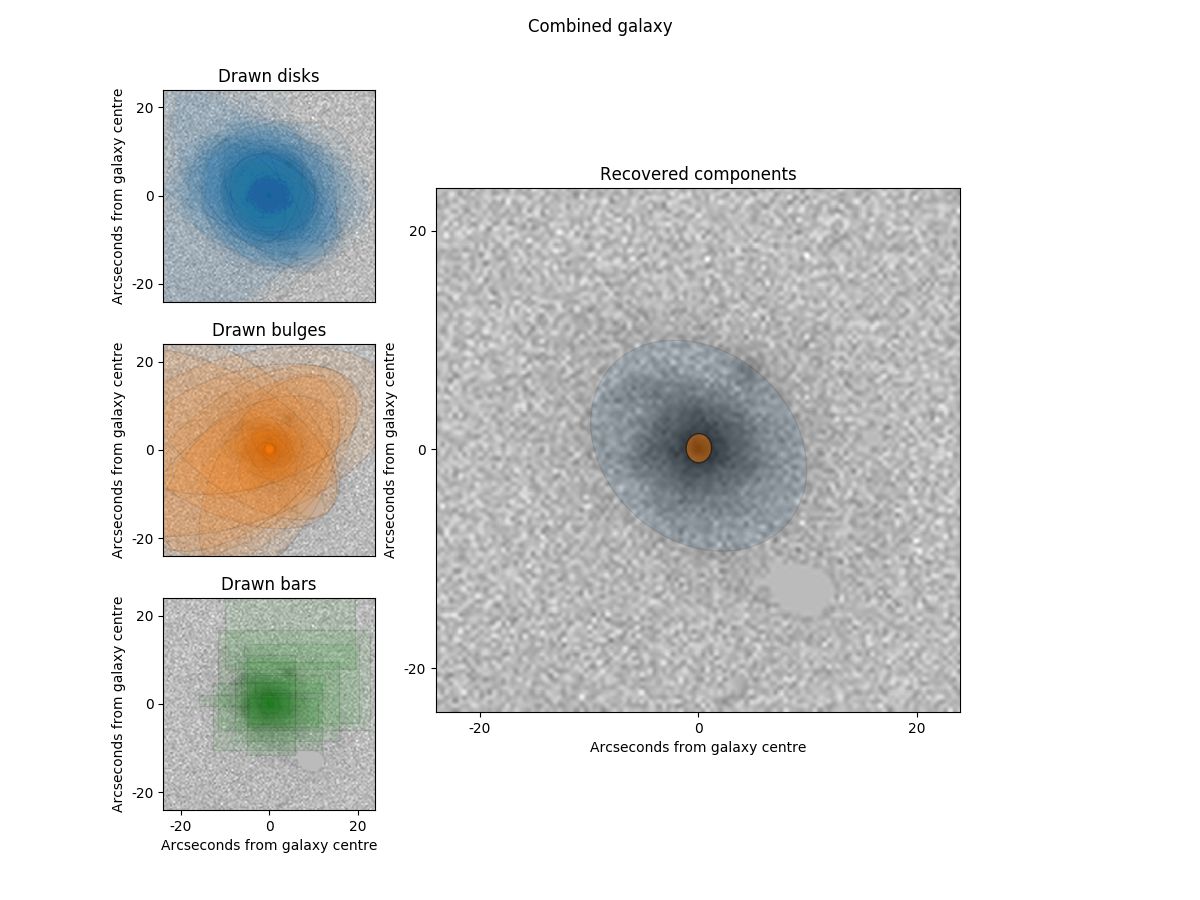 Combined galaxy
Drawn disks
20
0
-20
Arcseconds from galaxy centre
Drawn bulges
20
0
-20
Arcseconds from galaxy centre
Drawn bars
20
0
-20
Arcseconds from galaxy centre
-20 0 20
Arcseconds from galaxy centre
Recovered components
20
0
-20
Arcseconds from galaxy centre
-20 0 20
Arcseconds from galaxy centre